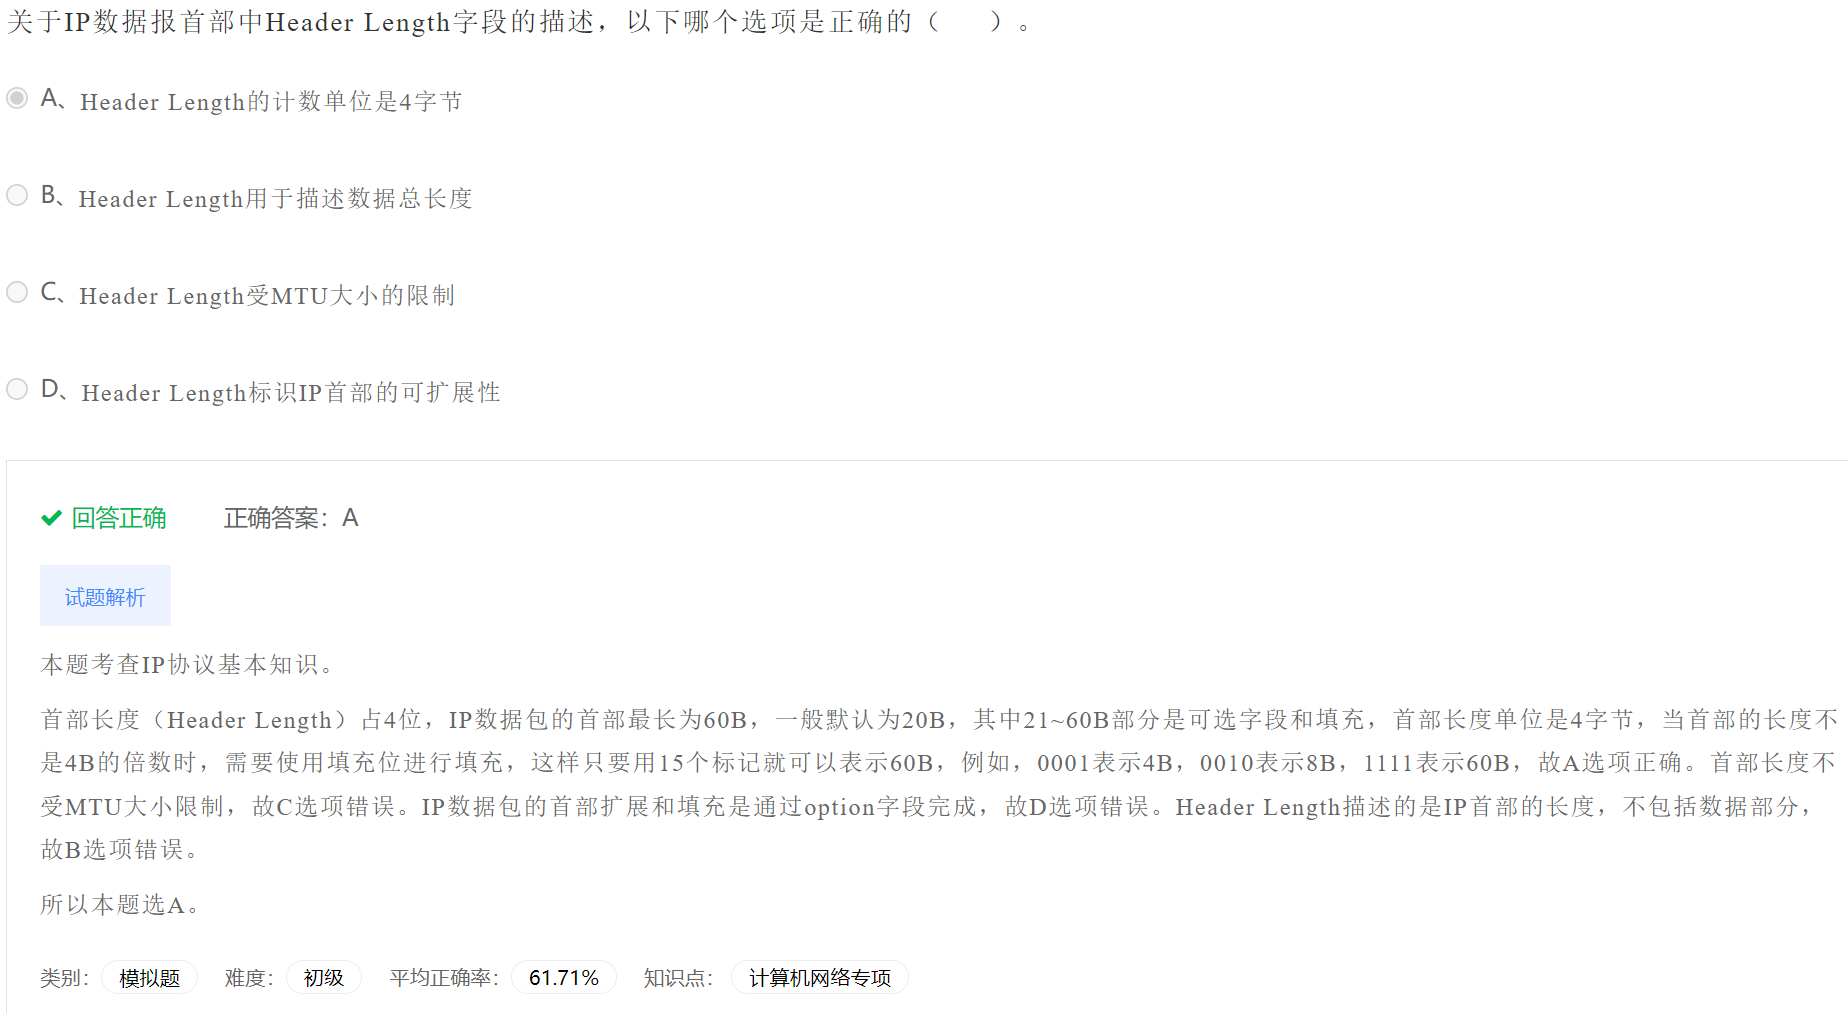 关于IP数据报首部中Header Length字段的描述，以下哪个选项是正确的（　　）。
A、Header Length的计数单位是4字节
B、Header Length用于描述数据总长度
C、Header Length受MTU大小的限制
D、Header Length标识IP首部的可扩展性
回答正确 正确答案：A
试题解析
本题考查IP协议基本知识。
首部长度（Header Length）占4位，IP数据包的首部最长为60B，一般默认为20B，其中21~60B部分是可选字段和填充，首部长度单位是4字节，当首部的长度不
是4B的倍数时，需要使用填充位进行填充，这样只要用15个标记就可以表示60B，例如，0001表示4B，0010表示8B，1111表示60B，故A选项正确。首部长度不
受MTU大小限制，故C选项错误。IP数据包的首部扩展和填充是通过option字段完成，故D选项错误。Header Length描述的是IP首部的长度，不包括数据部分，
故B选项错误。
所以本题选A。
类别： 模拟题 难度： 初级 平均正确率： 61.71% 知识点： 计算机网络专项